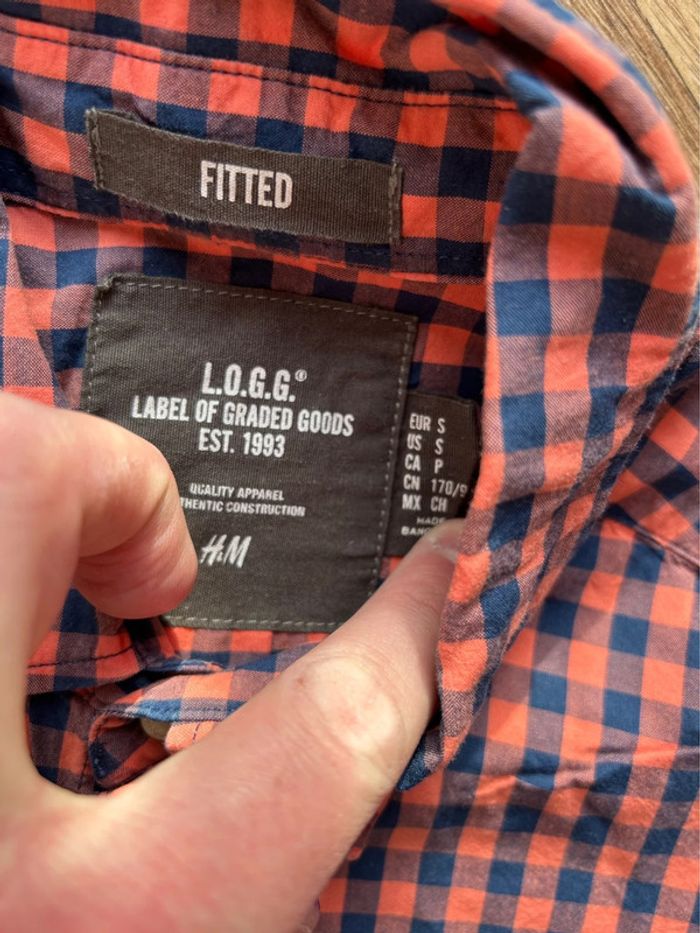 FITTED
L.O.G.G.®
LABEL OF GRADED GOODS
EST. 1993
QUALITY APPAREL
THENTIC CONSTRUCTION
H&M
EUR S
US S
CA P
CN 170/9
MX CH
MADE